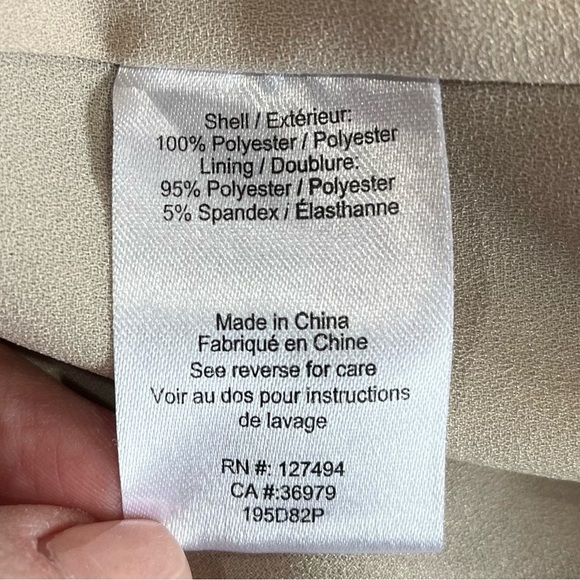 Shell / Extérieur:
100% Polyester / Polyester
Lining / Doublure:
95% Polyester / Polyester
5% Spandex / Élasthanne
Made in China
Fabriqué en Chine
See reverse for care
Voir au dos pour instructions
de lavage
RN #: 127494
CA #:36979
195D82P